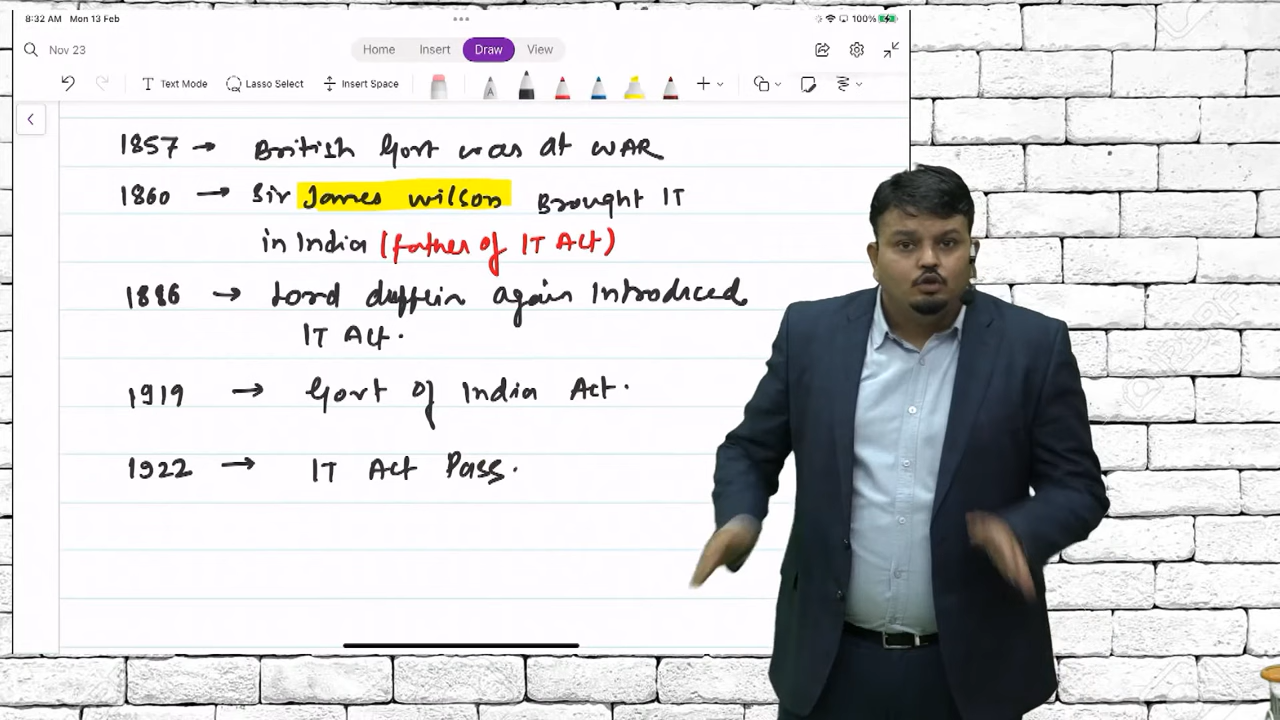 8:32 AM Mon 13 Feb
100%
Nov 23
Home Insert Draw View
Text Mode Lasso Select Insert Space
1857 → British Govt was at WAR
1860 → Sir James Wilson Brought IT
in India (father of IT Act)
1886 → Lord dufflin again Introduced
IT Act.
1919 → Govt of India Act.
1922 → IT Act Pass.